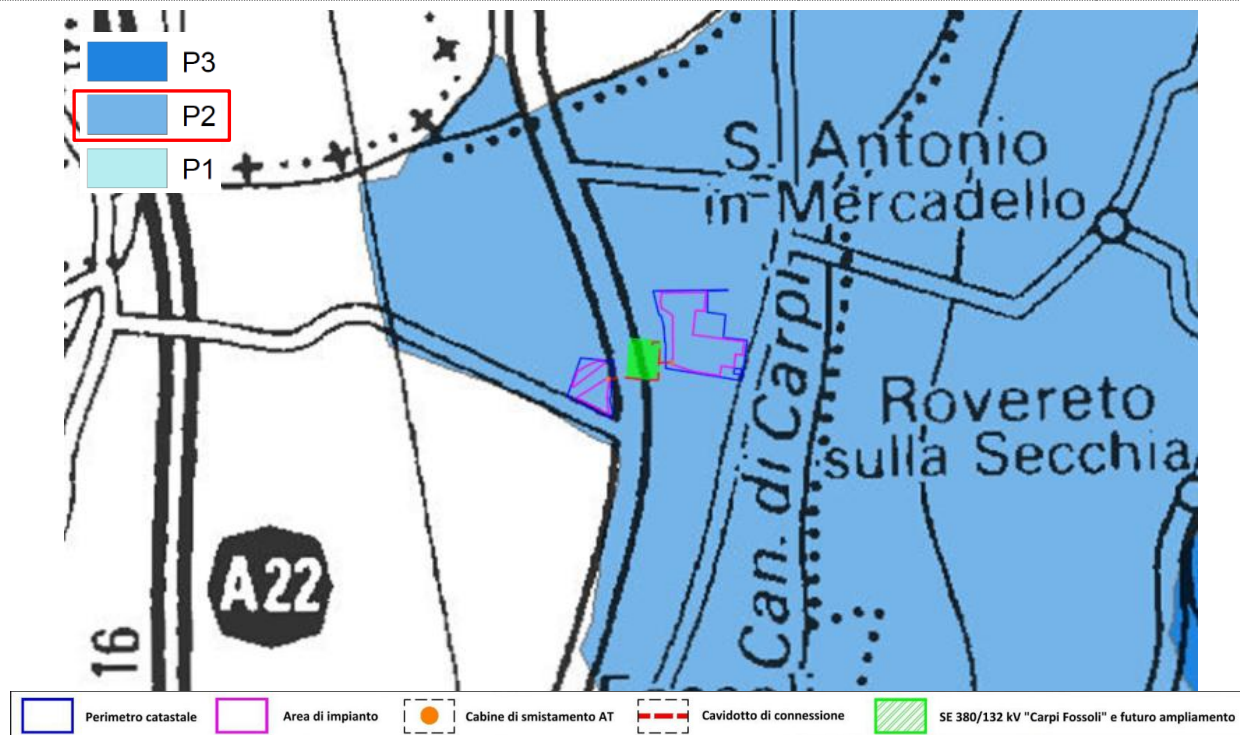 P3
P2
P1
S. Antonio
in Mercadello
Rovereto
sulla Secchia
Can. di Carpi
A22
16
Perimetro catastale
Area di impianto
Cabine di smistamento AT
Cavidotto di connessione
SE 380/132 kV "Carpi Fossoli" e futuro ampliamento